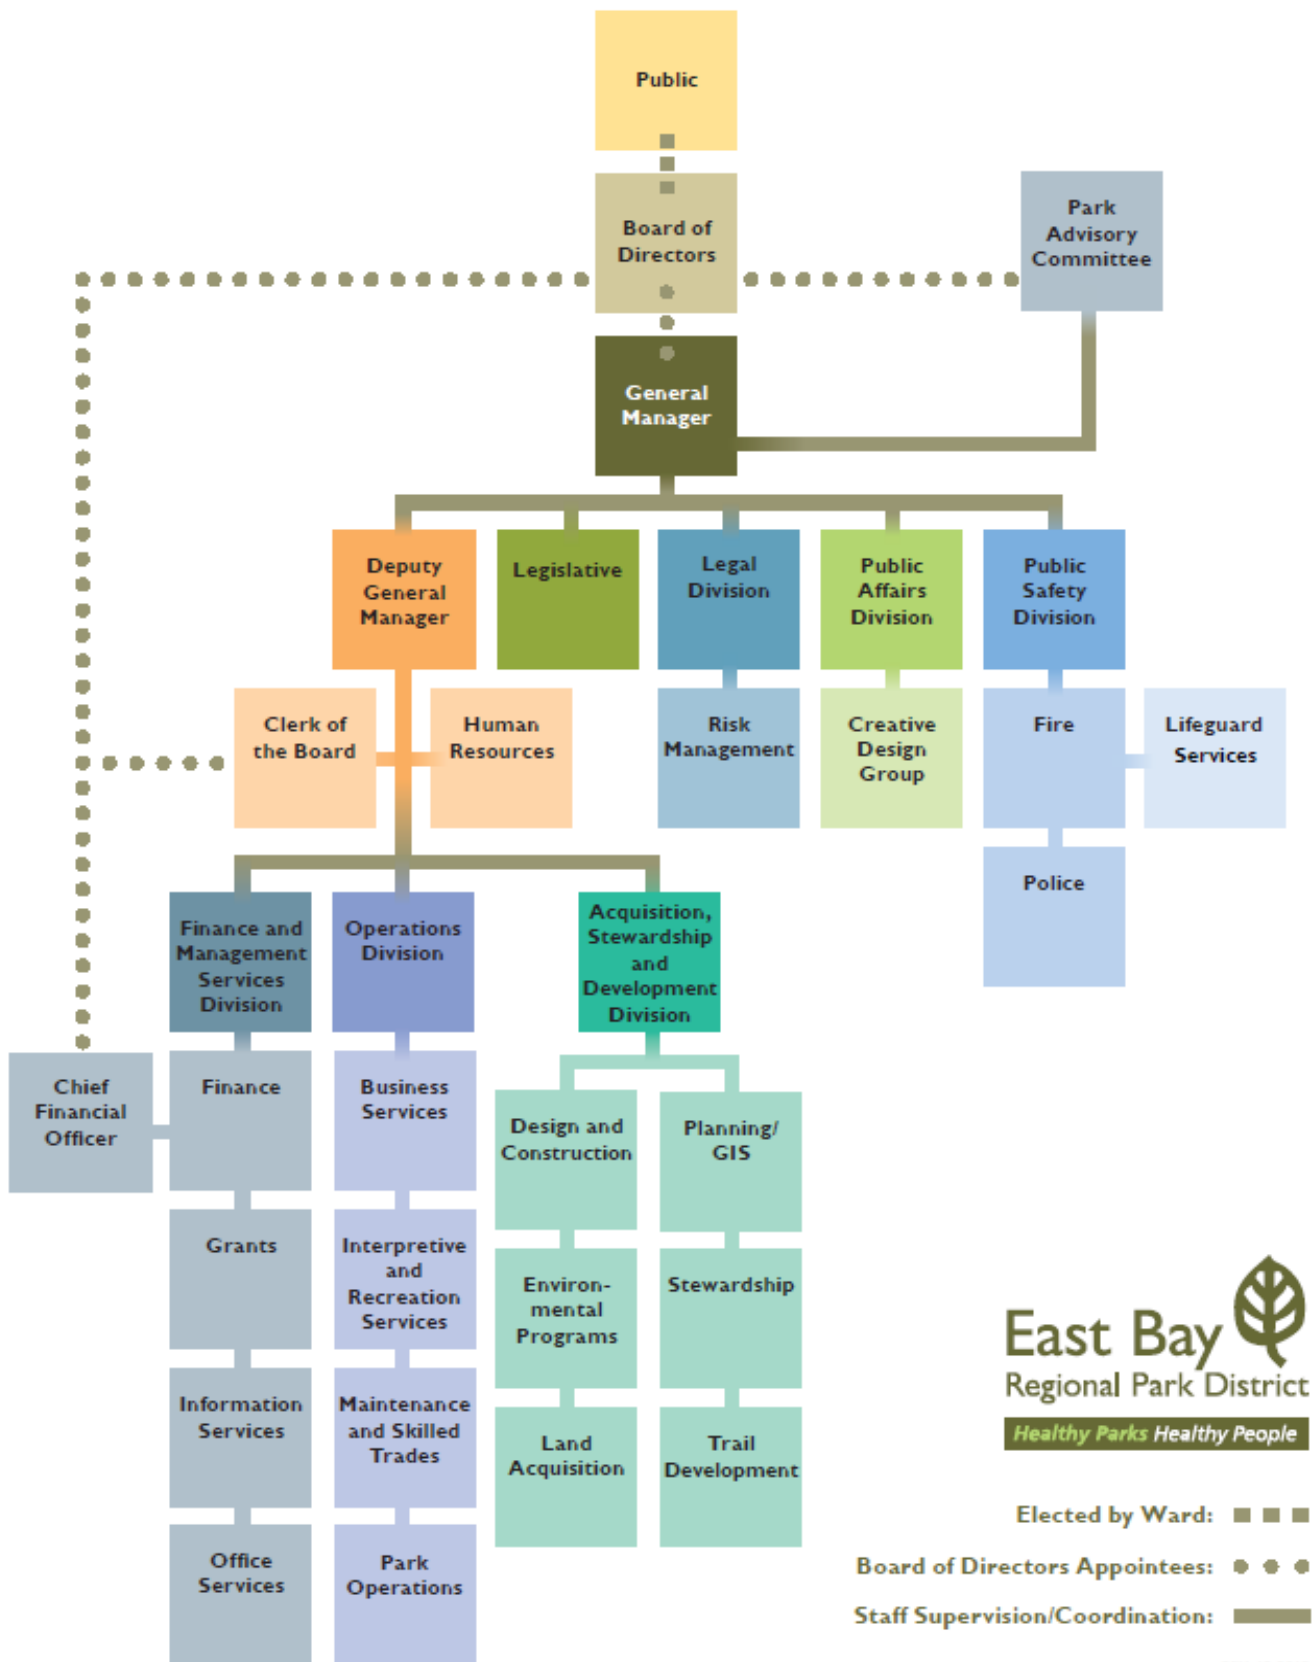 Public
Board of
Directors
Park
Advisory
Committee
General
Manager
Deputy
General
Manager
Legislative
Legal
Division
Public
Affairs
Division
Public
Safety
Division
Clerk of
the Board
Human
Resources
Risk
Management
Creative
Design
Group
Fire
Lifeguard
Services
Police
Finance and
Management
Services
Division
Operations
Division
Acquisition,
Stewardship
and
Development
Division
Chief
Financial
Officer
Finance
Business
Services
Design and
Construction
Planning/
GIS
Grants
Interpretive
and
Recreation
Services
Environ-
mental
Programs
Stewardship
Information
Services
Maintenance
and Skilled
Trades
Land
Acquisition
Trail
Development
Office
Services
Park
Operations
East Bay
Regional Park District
Healthy Parks Healthy People
Elected by Ward:
Board of Directors Appointees:
Staff Supervision/Coordination: